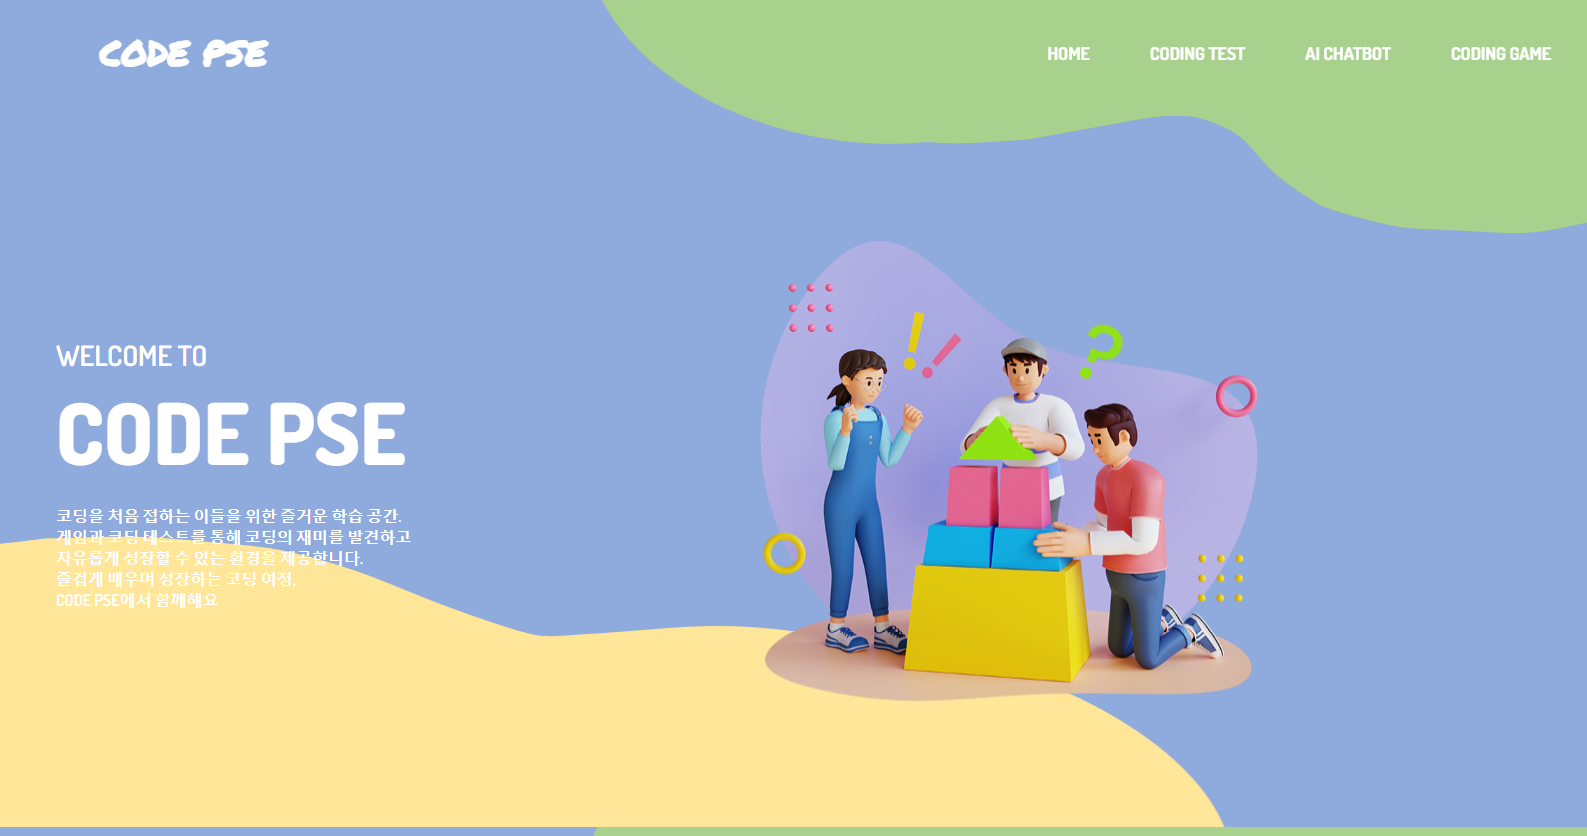 CODE PSE
HOME
CODING TEST
AI CHATBOT
CODING GAME
WELCOME TO
CODE PSE
코딩을 처음 접하는 이들을 위한 즐거운 학습 공간.
게임과 코딩 테스트를 통해 코딩의 재미를 발견하고
자유롭게 성장할 수 있는 환경을 제공합니다.
즐겁게 배우며 성장하는 코딩 여정,
CODE PSE에서 함께해요